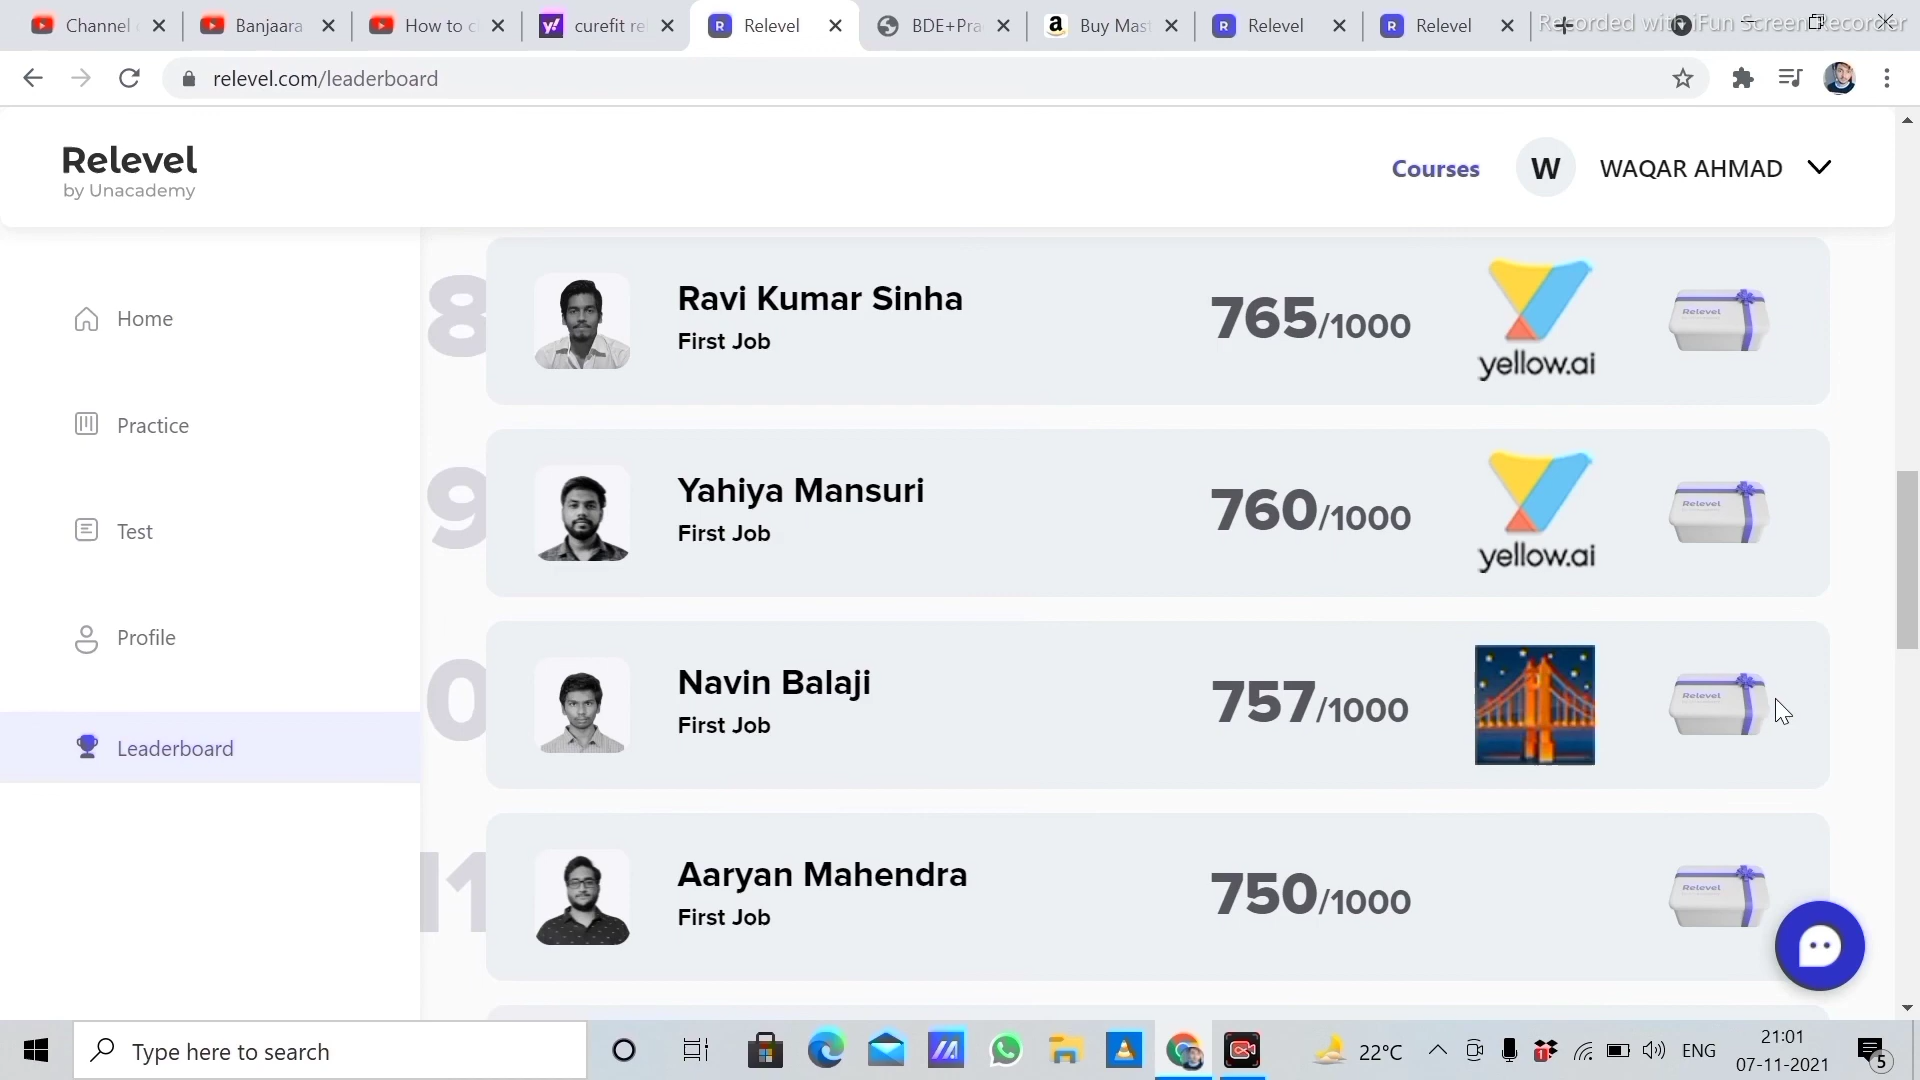 Channel
Banjaara
How to c
curefit re
Relevel
BDE+Pra
Buy Mas
Relevel
Relevel
Recorded with iFun Screen Recorder
relevel.com/leaderboard
Relevel
by Unacademy
Courses
W
WAQAR AHMAD
Home
Practice
Test
Profile
Leaderboard
8
Ravi Kumar Sinha
First Job
765/1000
yellow.ai
Relevel
9
Yahiya Mansuri
First Job
760/1000
yellow.ai
Relevel
0
Navin Balaji
First Job
757/1000
Relevel
11
Aaryan Mahendra
First Job
750/1000
Relevel
Type here to search
22°C
ENG
21:01
07-11-2021
5